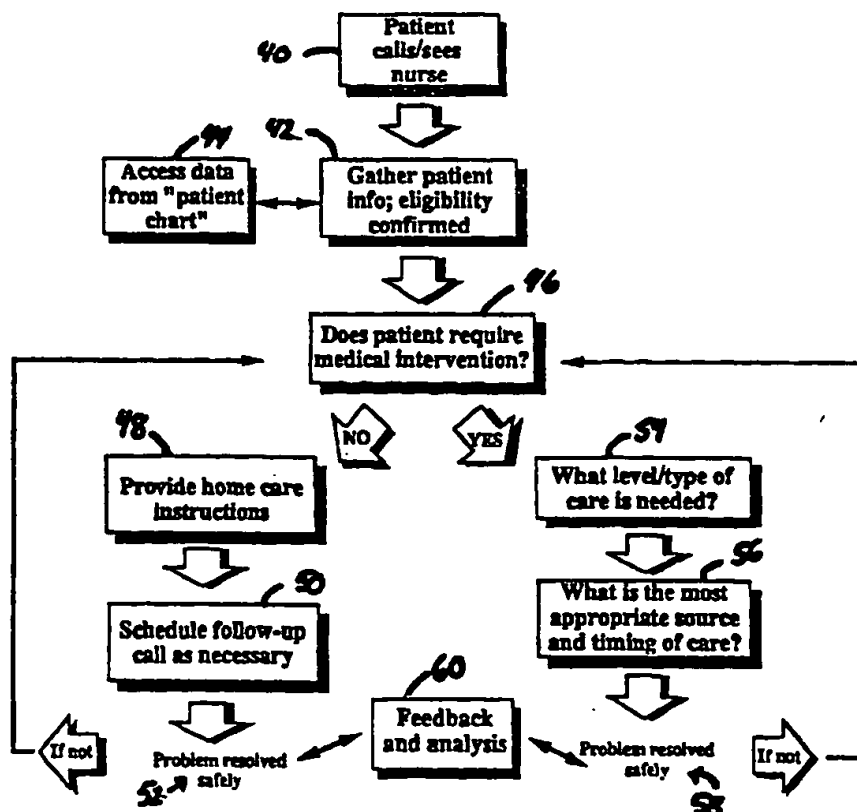 40
Patient
calls/sees
nurse
44
42
Access data
from "patient
chart"
Gather patient
info; eligibility
confirmed
46
Does patient require
medical intervention?
NO
YES
48
54
Provide home care
instructions
What level/type of
care is needed?
50
56
Schedule follow-up
call as necessary
What is the most
appropriate source
and timing of care?
60
Feedback
and analysis
If not
Problem resolved
safely
52
Problem resolved
safely
58
If not